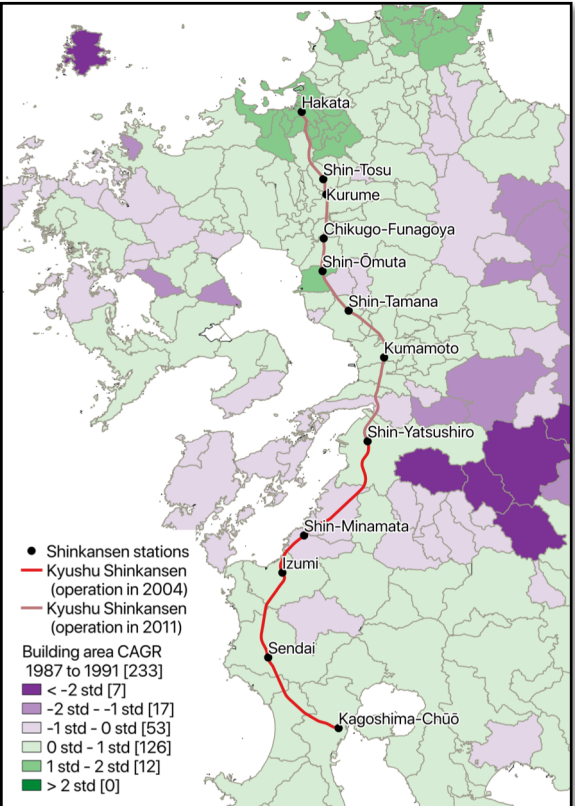 Hakata
Shin-Tosu
Kurume
Chikugo-Funagoya
Shin-Ōmuta
Shin-Tamana
Kumamoto
Shin-Yatsushiro
Shin-Minamata
Izumi
Sendai
Kagoshima-Chūō
Shinkansen stations
Kyushu Shinkansen
(operation in 2004)
Kyushu Shinkansen
(operation in 2011)
Building area CAGR
1987 to 1991 [233]
< -2 std [7]
-2 std - -1 std [17]
-1 std - 0 std [53]
0 std - 1 std [126]
1 std - 2 std [12]
> 2 std [0]